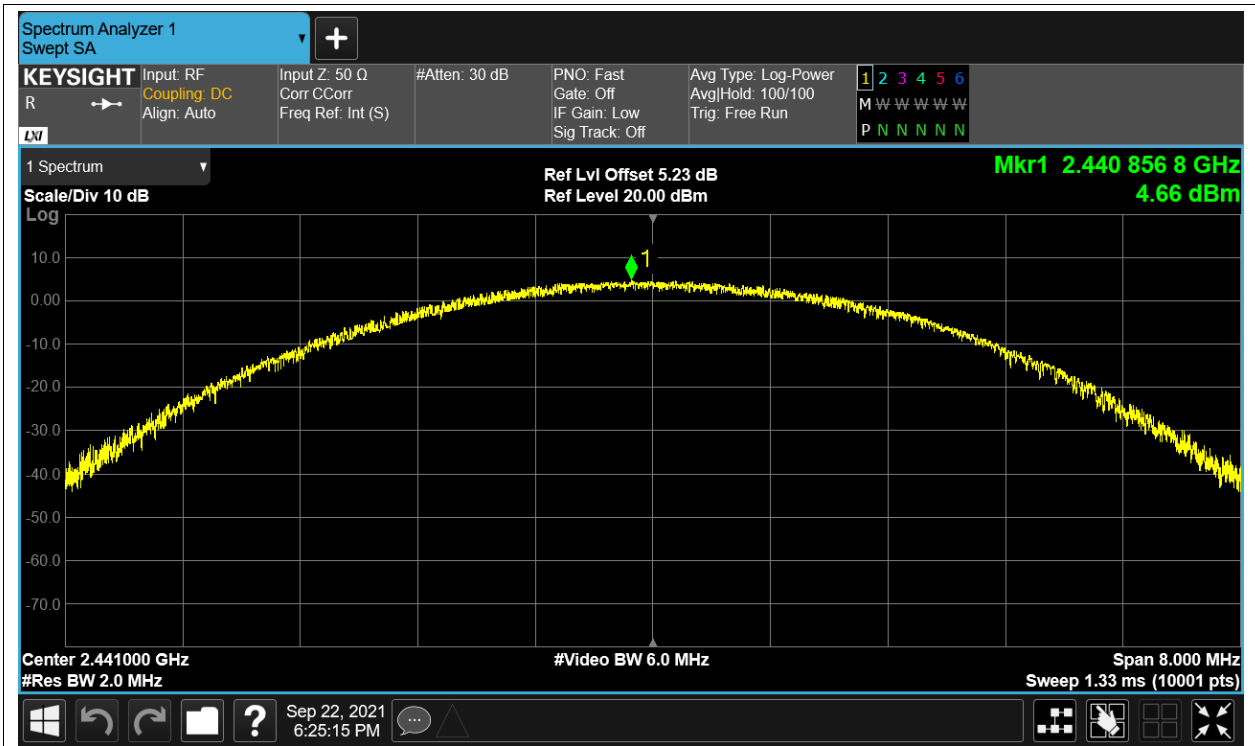 Spectrum Analyzer 1
Swept SA
KEYSIGHT
R
LXI
Input: RF
Coupling: DC
Align: Auto
Input Z: 50 Ω
Corr CCorr
Freq Ref: Int (S)
#Atten: 30 dB
PNO: Fast
Gate: Off
IF Gain: Low
Sig Track: Off
Avg Type: Log-Power
Avg|Hold: 100/100
Trig: Free Run
1 2 3 4 5 6
M W W W W W W
P N N N N N
1 Spectrum
Scale/Div 10 dB
Ref Lvl Offset 5.23 dB
Ref Level 20.00 dBm
Mkr1 2.440 856 8 GHz
4.66 dBm
Log
1
10.0
0.00
-10.0
-20.0
-30.0
-40.0
-50.0
-60.0
-70.0
Center 2.441000 GHz
#Video BW 6.0 MHz
Span 8.000 MHz
#Res BW 2.0 MHz
Sweep 1.33 ms (10001 pts)
?
Sep 22, 2021
6:25:15 PM